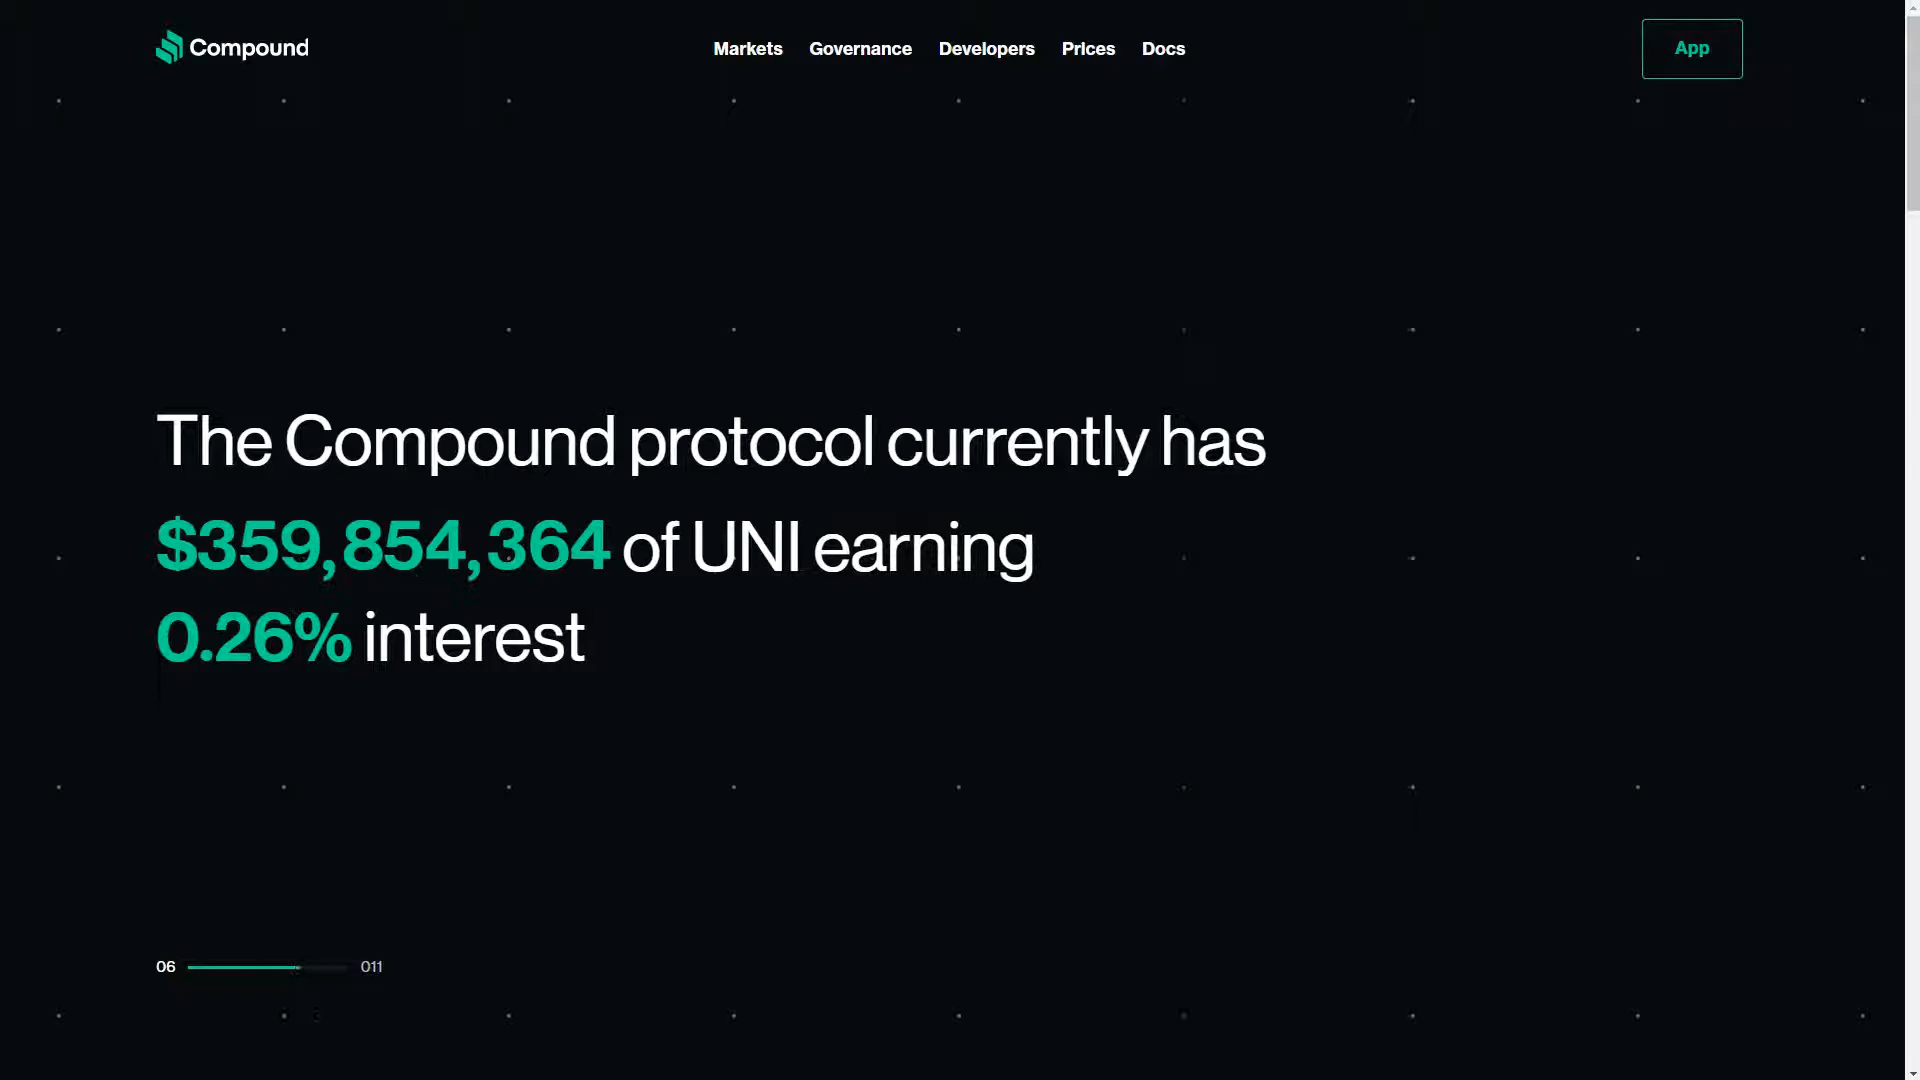 Compound
Markets Governance Developers Prices Docs
App
The Compound protocol currently has
$359,854,364 of UNI earning
0.26% interest
06 011